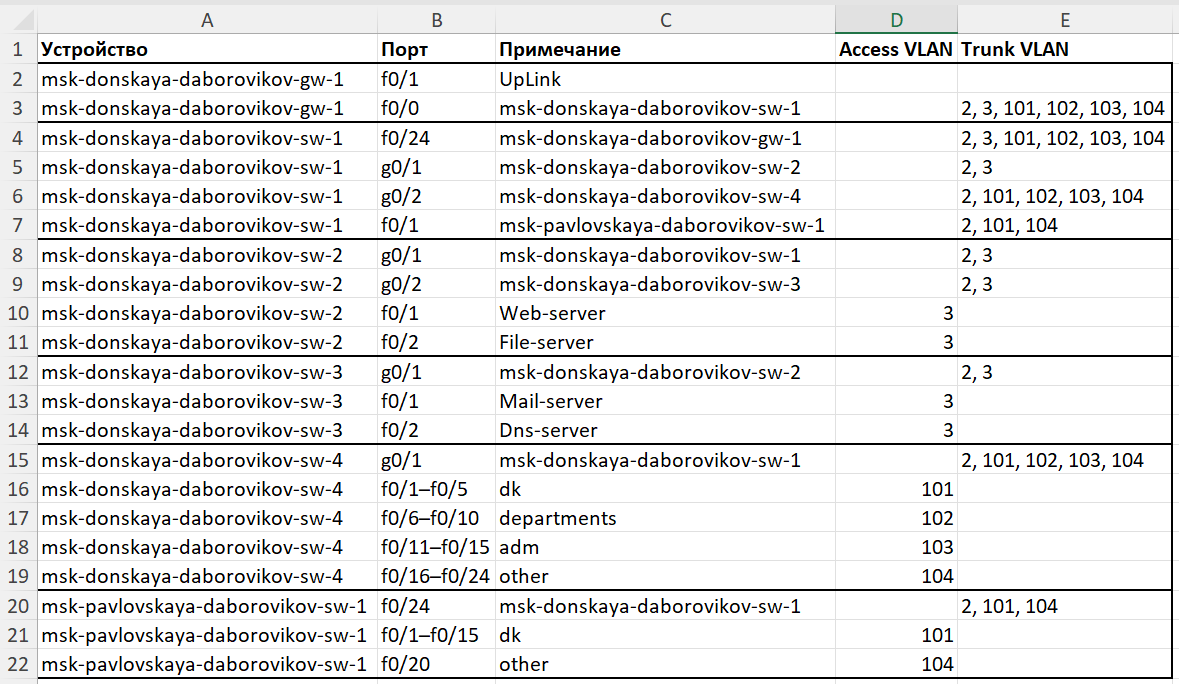 A B C D E
1 Устройство Порт Примечание Access VLAN Trunk VLAN
2 msk-donskaya-daborovikov-gw-1 f0/1 UpLink
3 msk-donskaya-daborovikov-gw-1 f0/0 msk-donskaya-daborovikov-sw-1 2, 3, 101, 102, 103, 104
4 msk-donskaya-daborovikov-sw-1 f0/24 msk-donskaya-daborovikov-gw-1 2, 3, 101, 102, 103, 104
5 msk-donskaya-daborovikov-sw-1 g0/1 msk-donskaya-daborovikov-sw-2 2, 3
6 msk-donskaya-daborovikov-sw-1 g0/2 msk-donskaya-daborovikov-sw-4 2, 101, 102, 103, 104
7 msk-donskaya-daborovikov-sw-1 f0/1 msk-pavlovskaya-daborovikov-sw-1 2, 101, 104
8 msk-donskaya-daborovikov-sw-2 g0/1 msk-donskaya-daborovikov-sw-1 2, 3
9 msk-donskaya-daborovikov-sw-2 g0/2 msk-donskaya-daborovikov-sw-3 2, 3
10 msk-donskaya-daborovikov-sw-2 f0/1 Web-server 3
11 msk-donskaya-daborovikov-sw-2 f0/2 File-server 3
12 msk-donskaya-daborovikov-sw-3 g0/1 msk-donskaya-daborovikov-sw-2 2, 3
13 msk-donskaya-daborovikov-sw-3 f0/1 Mail-server 3
14 msk-donskaya-daborovikov-sw-3 f0/2 Dns-server 3
15 msk-donskaya-daborovikov-sw-4 g0/1 msk-donskaya-daborovikov-sw-1 2, 101, 102, 103, 104
16 msk-donskaya-daborovikov-sw-4 f0/1–f0/5 dk 101
17 msk-donskaya-daborovikov-sw-4 f0/6–f0/10 departments 102
18 msk-donskaya-daborovikov-sw-4 f0/11–f0/15 adm 103
19 msk-donskaya-daborovikov-sw-4 f0/16–f0/24 other 104
20 msk-pavlovskaya-daborovikov-sw-1 f0/24 msk-donskaya-daborovikov-sw-1 2, 101, 104
21 msk-pavlovskaya-daborovikov-sw-1 f0/1–f0/15 dk 101
22 msk-pavlovskaya-daborovikov-sw-1 f0/20 other 104